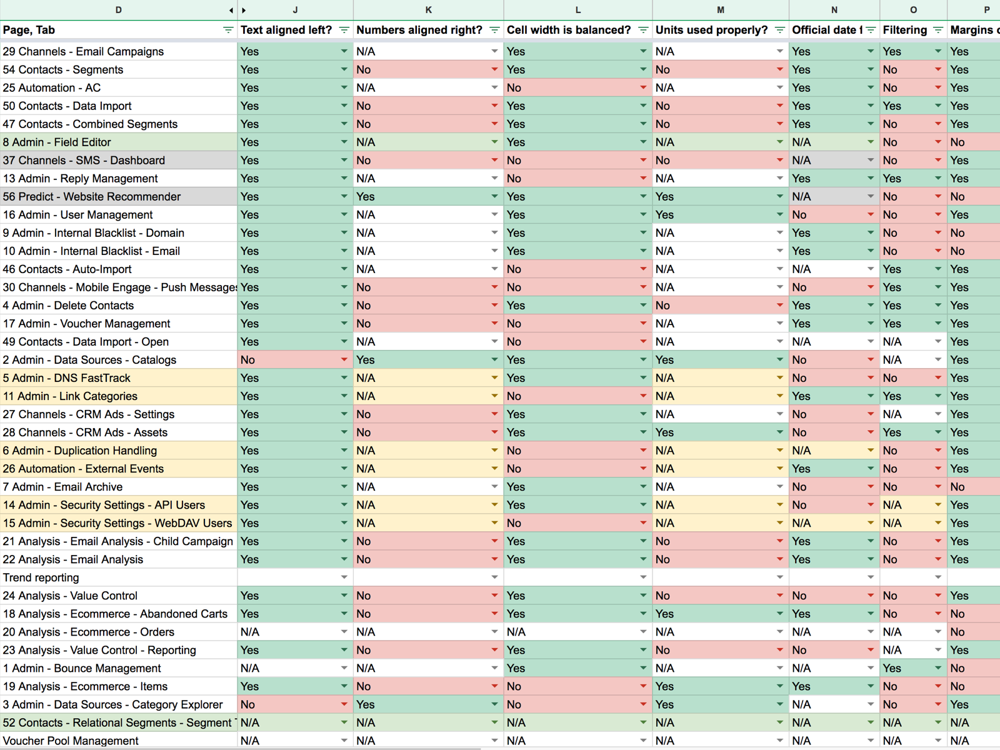 D J K L M N O P
Page, Tab Text aligned left? Numbers aligned right? Cell width is balanced? Units used properly? Official date f Filtering Margins
29 Channels - Email Campaigns Yes N/A Yes N/A Yes Yes Yes
54 Contacts - Segments Yes No Yes No Yes No Yes
25 Automation - AC Yes N/A No N/A Yes No Yes
50 Contacts - Data Import Yes No Yes No Yes Yes Yes
47 Contacts - Combined Segments Yes No Yes No Yes No Yes
8 Admin - Field Editor Yes N/A Yes N/A N/A No No
37 Channels - SMS - Dashboard Yes No No No N/A No Yes
13 Admin - Reply Management Yes N/A No N/A Yes Yes Yes
56 Predict - Website Recommender Yes Yes Yes Yes N/A No No
16 Admin - User Management Yes N/A Yes Yes No No Yes
9 Admin - Internal Blacklist - Domain Yes N/A Yes N/A Yes No No
10 Admin - Internal Blacklist - Email Yes N/A Yes N/A Yes No No
46 Contacts - Auto-Import Yes N/A No N/A N/A Yes Yes
30 Channels - Mobile Engage - Push Messages Yes No No N/A No Yes Yes
4 Admin - Delete Contacts Yes No Yes No Yes Yes Yes
17 Admin - Voucher Management Yes No No N/A Yes Yes Yes
49 Contacts - Data Import - Open Yes N/A No N/A N/A N/A Yes
2 Admin - Data Sources - Catalogs No Yes Yes Yes No N/A Yes
5 Admin - DNS FastTrack Yes N/A Yes N/A No No Yes
11 Admin - Link Categories Yes N/A No N/A Yes Yes Yes
27 Channels - CRM Ads - Settings Yes No Yes N/A No N/A Yes
28 Channels - CRM Ads - Assets Yes No Yes Yes No Yes Yes
6 Admin - Duplication Handling Yes N/A No N/A N/A No Yes
26 Automation - External Events Yes N/A No N/A Yes No Yes
7 Admin - Email Archive Yes N/A Yes N/A No No No
14 Admin - Security Settings - API Users Yes N/A Yes N/A No N/A Yes
15 Admin - Security Settings - WebDAV Users Yes N/A No N/A N/A N/A Yes
21 Analysis - Email Analysis - Child Campaign Yes No Yes No Yes No Yes
22 Analysis - Email Analysis Yes No Yes No Yes No Yes
Trend reporting
24 Analysis - Value Control Yes No Yes No No No Yes
18 Analysis - Ecommerce - Abandoned Carts Yes No Yes Yes Yes No No
20 Analysis - Ecommerce - Orders N/A N/A N/A N/A N/A N/A No
23 Analysis - Value Control - Reporting Yes No Yes No No N/A Yes
1 Admin - Bounce Management N/A N/A Yes N/A N/A Yes No
19 Analysis - Ecommerce - Items Yes No No Yes Yes No No
3 Admin - Data Sources - Category Explorer No Yes No Yes N/A No Yes
52 Contacts - Relational Segments - Segment N/A N/A N/A N/A N/A N/A N/A
Voucher Pool Management N/A N/A N/A N/A N/A N/A N/A